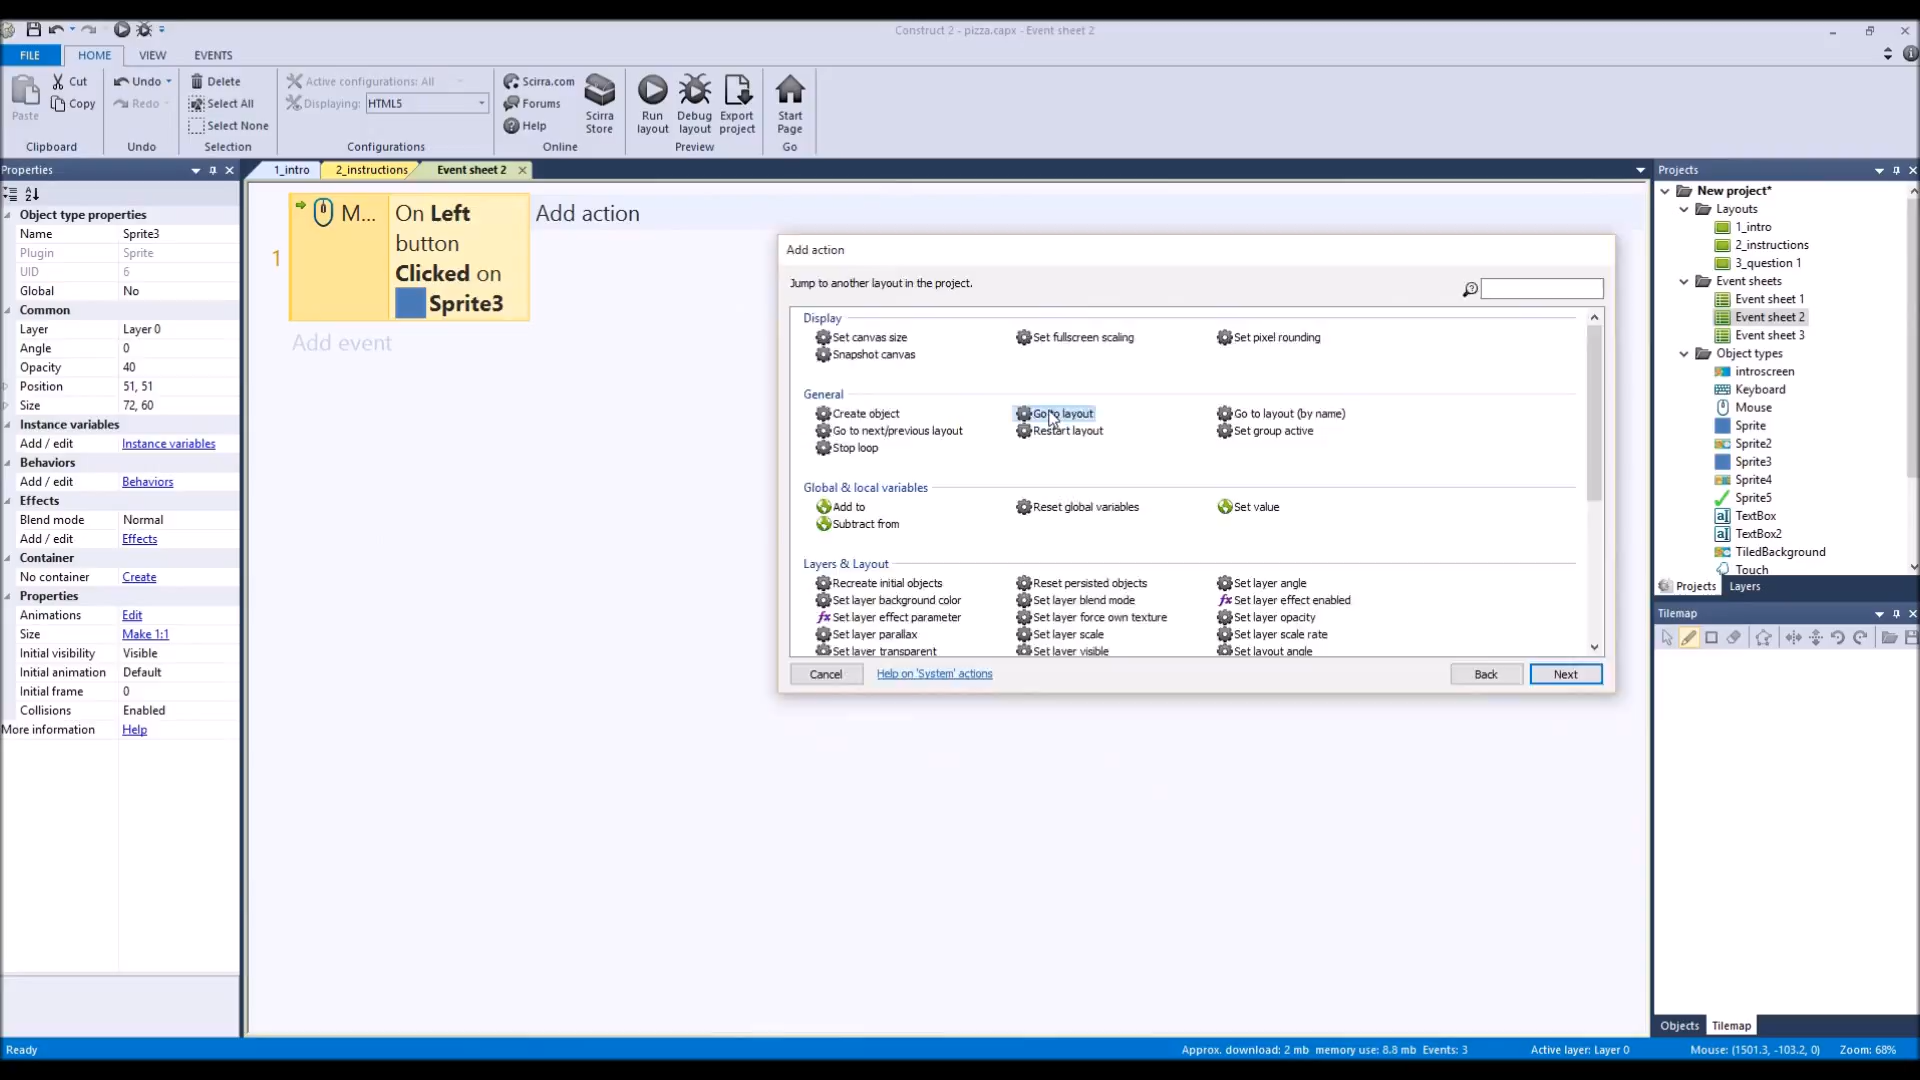 Construct 2 - pizza.capx - Event sheet 2
FILE HOME VIEW EVENTS
Paste Cut Copy Clipboard
Undo Redo Undo
Delete Select All Select None Selection
Active configurations: All
Displaying: HTML5
Configurations
Scirra.com Forums Help Scirra Store Online
Run layout Debug layout Export project Preview
Start Page Go
Properties
1_intro 2_instructions Event sheet 2
Projects
Object type properties
Name Sprite3
Plugin Sprite
UID 6
Global No
Common
Layer Layer 0
Angle 0
Opacity 40
Position 51, 51
Size 72, 60
Instance variables
Add / edit Instance variables
Behaviors
Add / edit Behaviors
Effects
Blend mode Normal
Add / edit Effects
Container
No container Create
Properties
Animations Edit
Size Make 1:1
Initial visibility Visible
Initial animation Default
Initial frame 0
Collisions Enabled
More information Help
1
M...
On Left
button
Clicked on
Sprite3
Add action
Add event
Add action
Jump to another layout in the project.
Display
Set canvas size Set fullscreen scaling Set pixel rounding
Snapshot canvas
General
Create object Go to layout Go to layout (by name)
Go to next/previous layout Restart layout Set group active
Stop loop
Global & local variables
Add to Reset global variables Set value
Subtract from
Layers & Layout
Recreate initial objects Reset persisted objects Set layer angle
Set layer background color Set layer blend mode Set layer effect enabled
Set layer effect parameter Set layer force own texture Set layer opacity
Set layer parallax Set layer scale Set layer scale rate
Set layer transparent Set layer visible Set layout angle
Cancel Help on 'System' actions Back Next
New project*
Layouts
1_intro
2_instructions
3_question 1
Event sheets
Event sheet 1
Event sheet 2
Event sheet 3
Object types
introscreen
Keyboard
Mouse
Sprite
Sprite2
Sprite3
Sprite4
Sprite5
TextBox
TextBox2
TiledBackground
Touch
Projects Layers
Tilemap
Objects Tilemap
Ready
Approx. download: 2 mb memory use: 8.8 mb Events: 3 Active layer: Layer 0 Mouse: (1501.3, -103.2, 0) Zoom: 68%